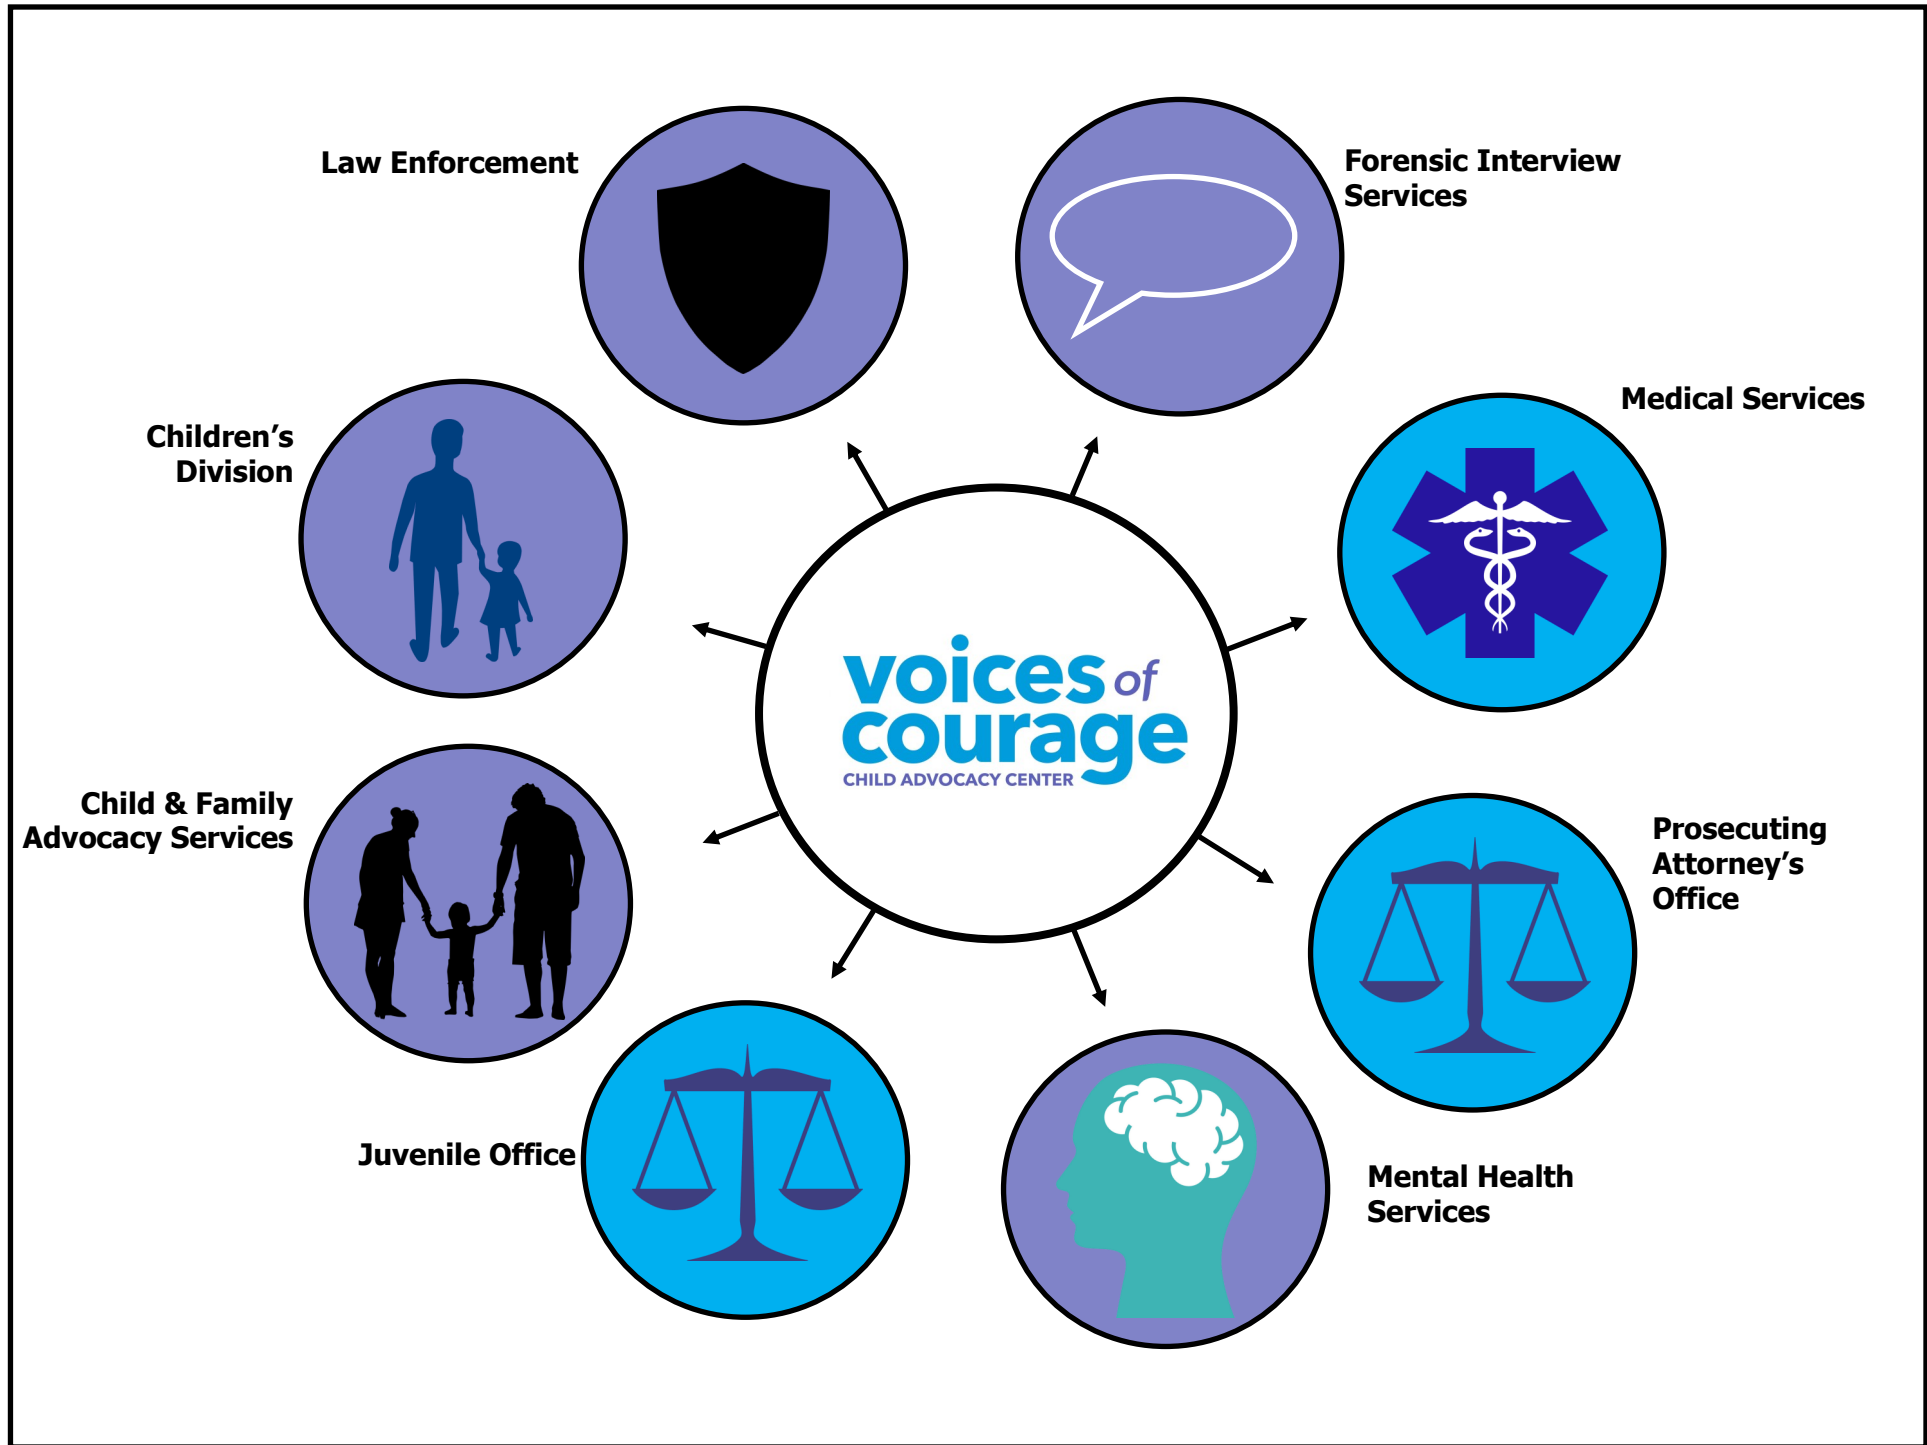 Law Enforcement
Forensic Interview
Services
Medical Services
Children’s
Division
voices of
courage
CHILD ADVOCACY CENTER
Child & Family
Advocacy Services
Prosecuting
Attorney’s
Office
Juvenile Office
Mental Health
Services